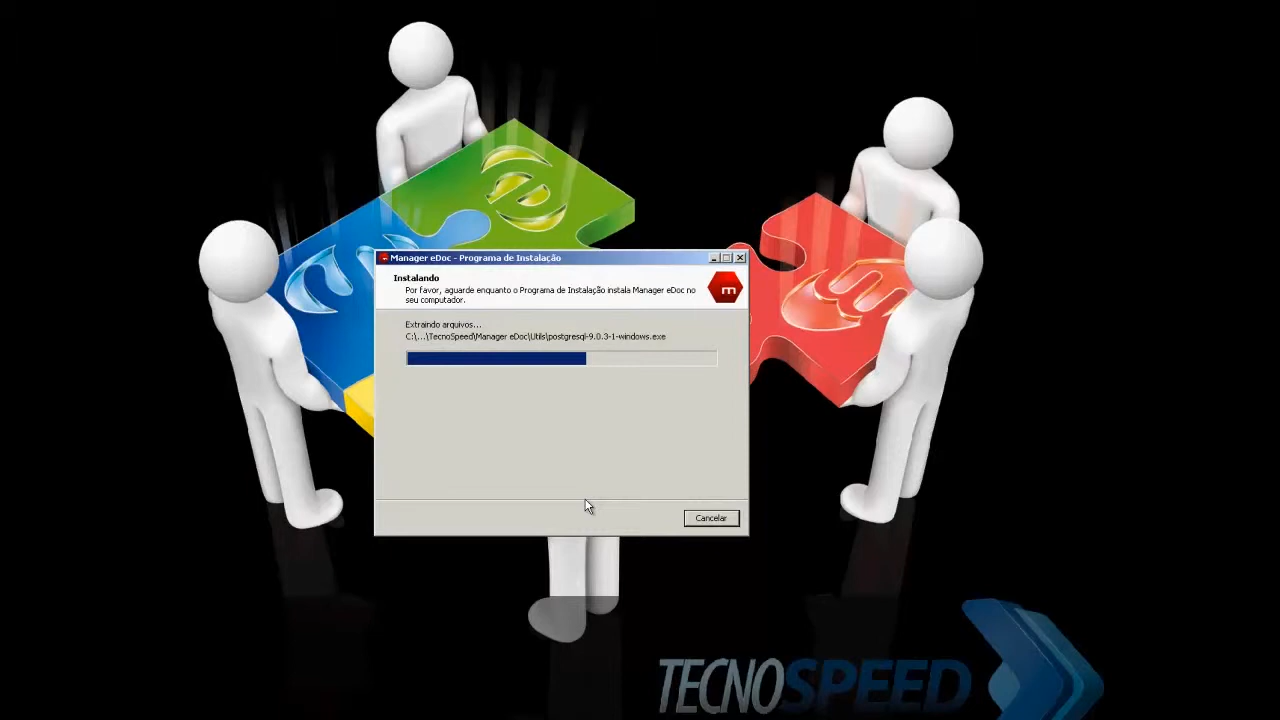 Manager eDoc - Programa de Instalação
Instalando
Por favor, aguarde enquanto o Programa de Instalação instala Manager eDoc no
seu computador.
m
Extraindo arquivos...
C:\...\TecnoSpeed\Manager eDoc\Utils\postgresql-9.0.3-1-windows.exe
Cancelar
TECNOSPEED